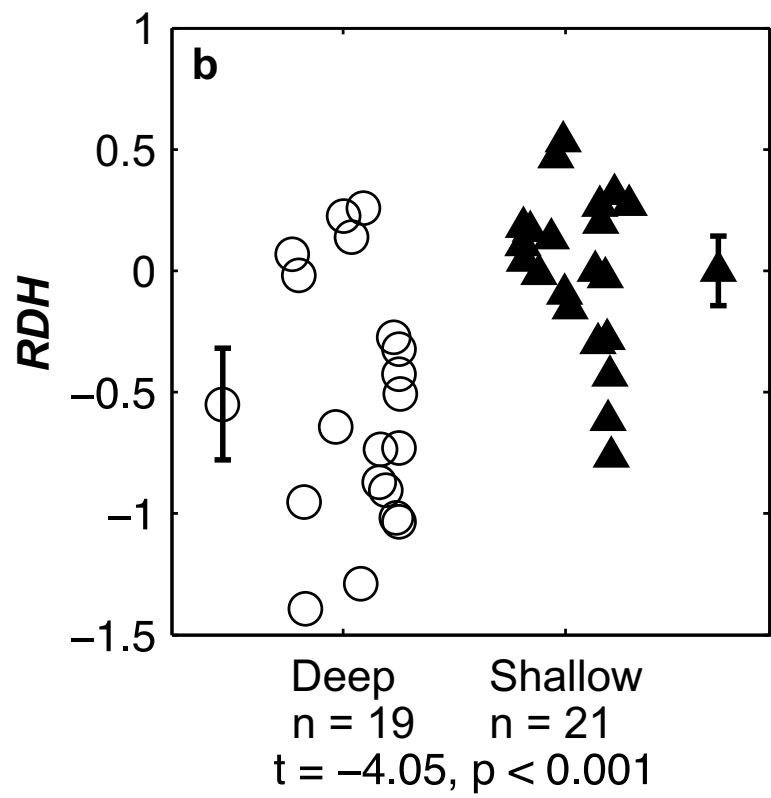 1
b
0.5
0
RDH
−0.5
−1
−1.5
Deep Shallow
n = 19 n = 21
t = −4.05, p < 0.001